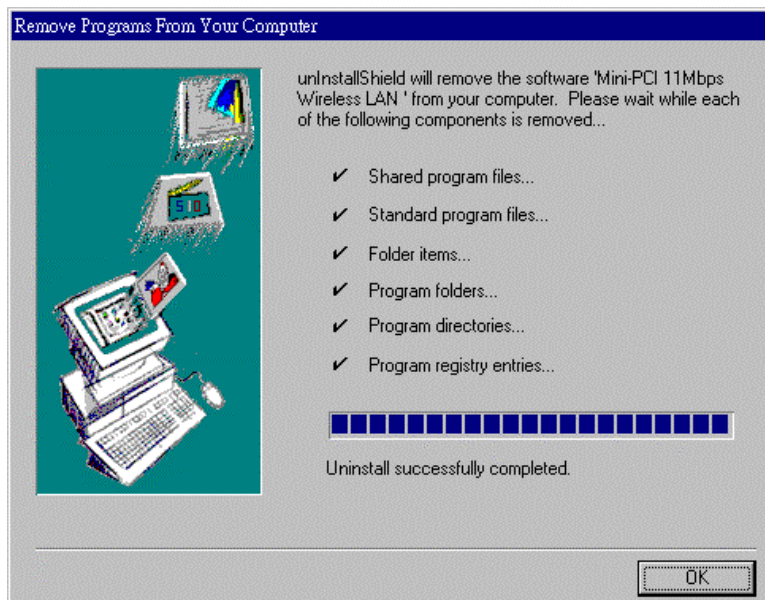 Remove Programs From Your Computer
unInstallShield will remove the software 'Mini-PCI 11Mbps
Wireless LAN ' from your computer.  Please wait while each
of the following components is removed...
Shared program files...
Standard program files...
Folder items...
Program folders...
Program directories...
Program registry entries...
Uninstall successfully completed.
OK